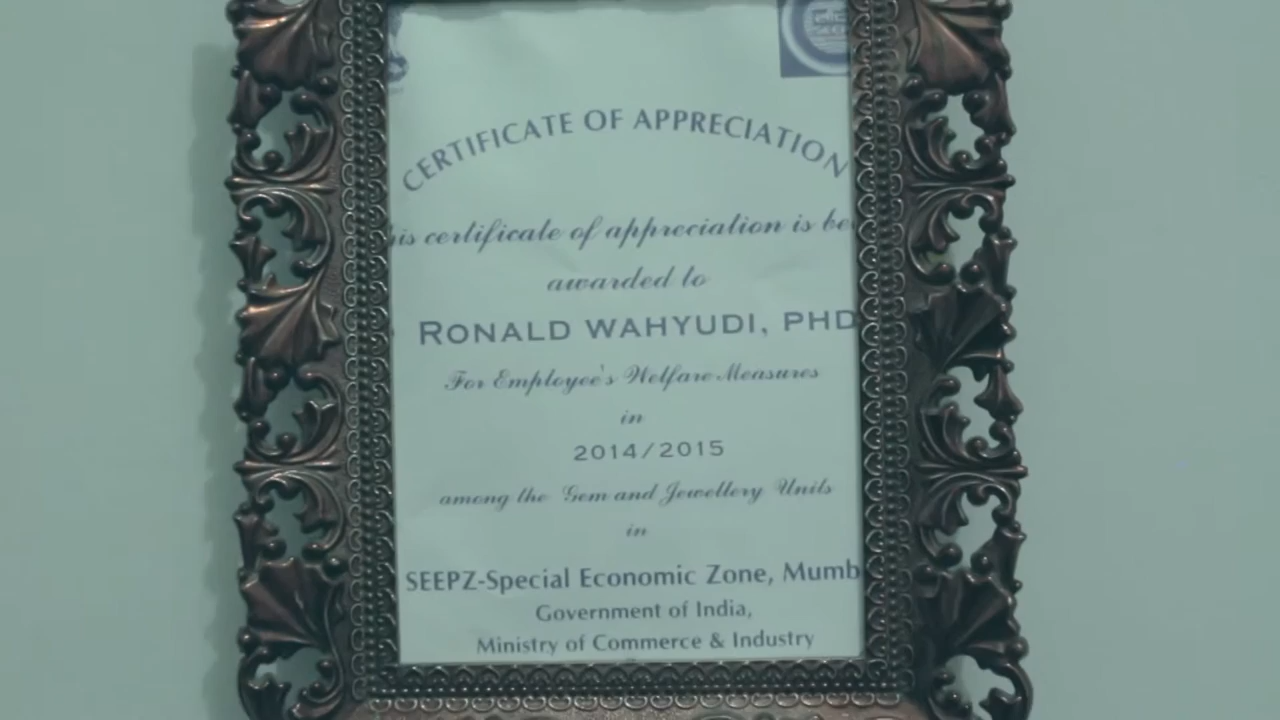 CERTIFICATE OF APPRECIATION
his certificate of appreciation is be
awarded to
RONALD WAHYUDI, PHD
For Employee's Welfare Measures
in
2014/2015
among the Gem and Jewellery Units
in
SEEPZ-Special Economic Zone, Mumb
Government of India,
Ministry of Commerce & Industry